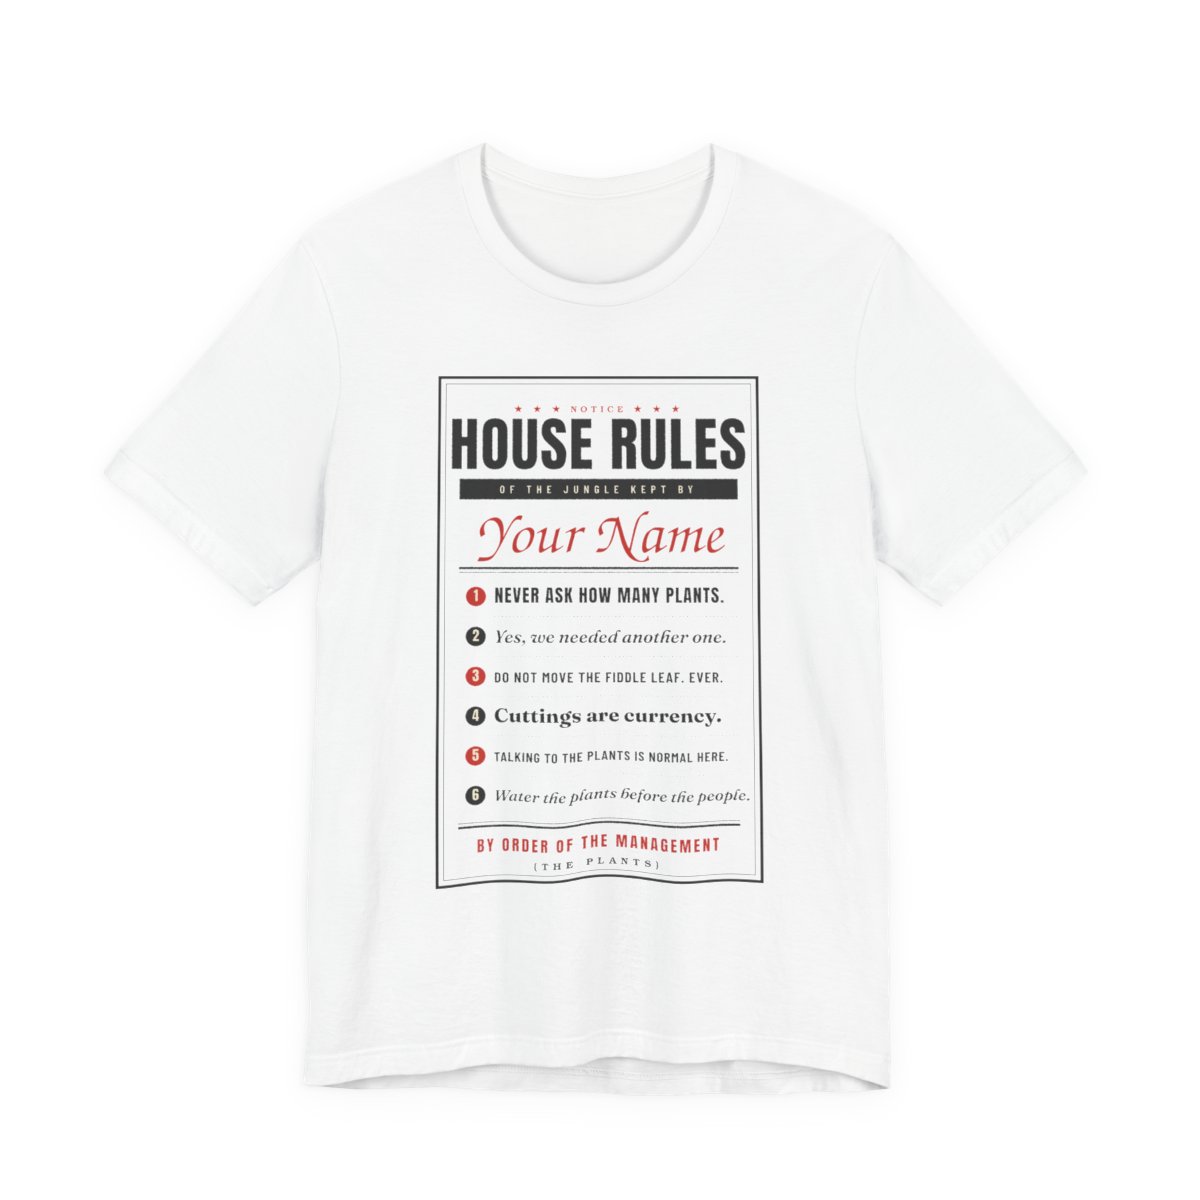 ★ ★ ★ NOTICE ★ ★ ★
HOUSE RULES
OF THE JUNGLE KEPT BY
Your Name
1 NEVER ASK HOW MANY PLANTS.
2 Yes, we needed another one.
3 DO NOT MOVE THE FIDDLE LEAF. EVER.
4 Cuttings are currency.
5 TALKING TO THE PLANTS IS NORMAL HERE.
6 Water the plants before the people.
BY ORDER OF THE MANAGEMENT
(THE PLANTS)